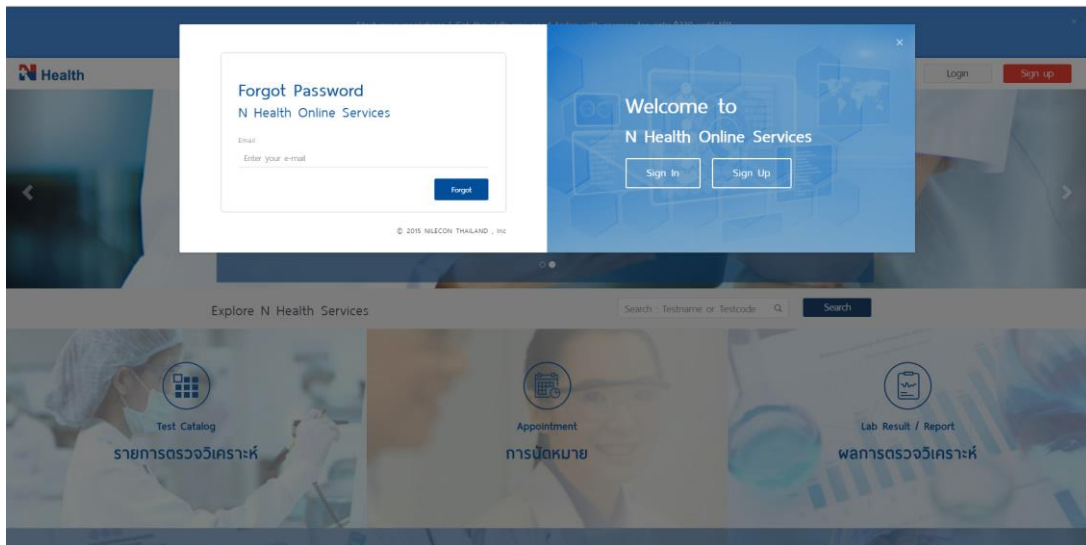 N Health
Login
Sign up
Forgot Password
N Health Online Services
Email
Enter your e-mail
Forgot
© 2015 NILECON THAILAND , Inc
×
Welcome to
N Health Online Services
Sign In
Sign Up
Explore N Health Services
Search : Testname or Testcode
Search
Test Catalog
รายการตรวจวิเคราะห์
Appointment
การนัดหมาย
Lab Result / Report
ผลการตรวจวิเคราะห์